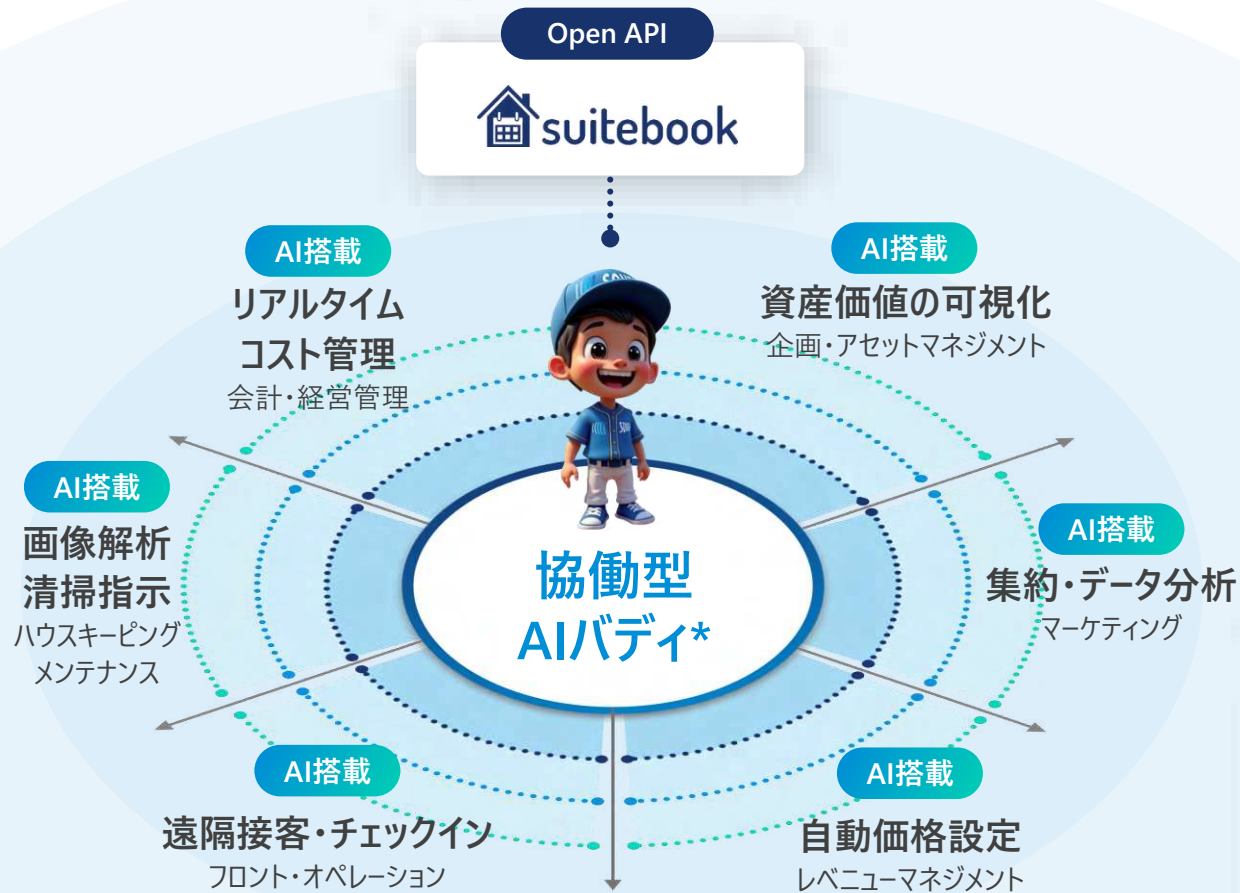 Open API
suitebook
AI搭載
リアルタイム
コスト管理
会計・経営管理
AI搭載
資産価値の可視化
企画・アセットマネジメント
AI搭載
画像解析
清掃指示
ハウスキーピング
メンテナンス
AI搭載
集約・データ分析
マーケティング
協働型
AIバディ*
AI搭載
遠隔接客・チェックイン
フロント・オペレーション
AI搭載
自動価格設定
レベニューマネジメント